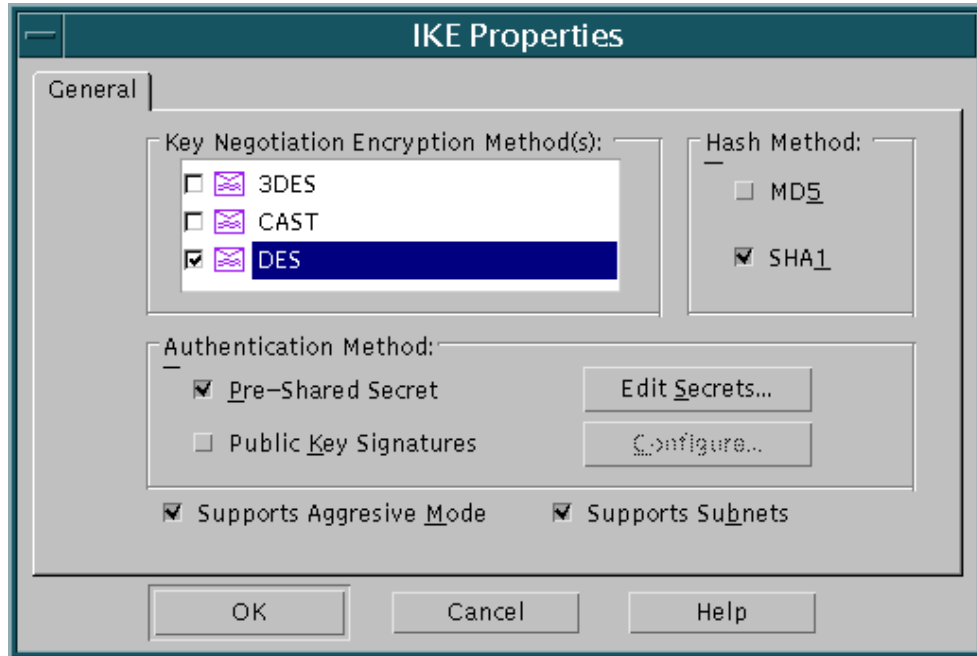 IKE Properties
General
Key Negotiation Encryption Method(s):
Hash Method:
3DES
CAST
DES
MD5
SHA1
Authentication Method:
Pre-Shared Secret
Edit Secrets...
Public Key Signatures
Configure...
Supports Aggresive Mode
Supports Subnets
OK
Cancel
Help